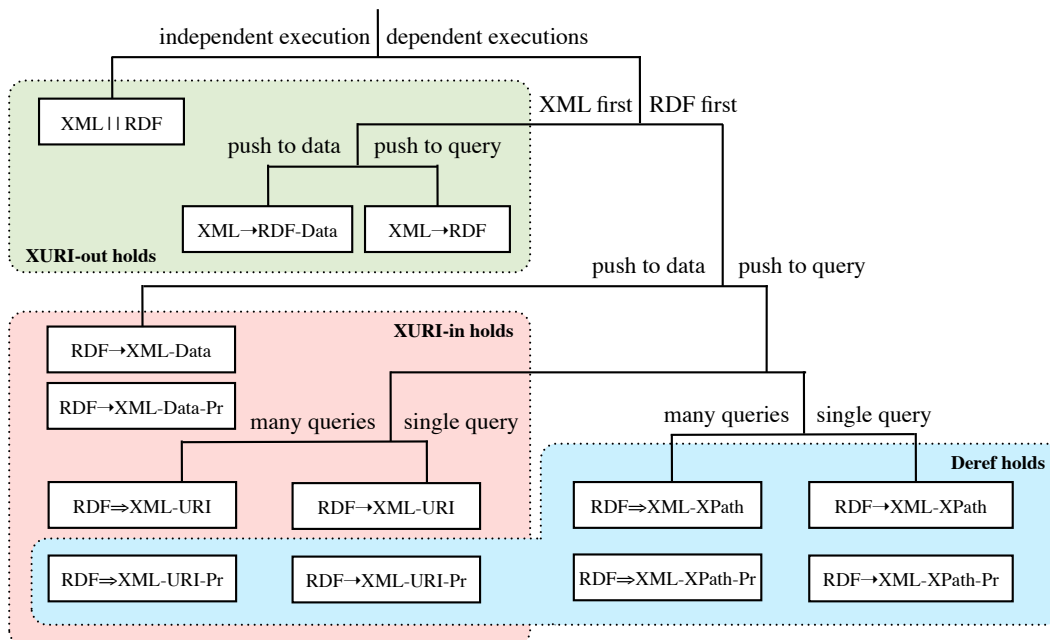 independent execution dependent executions
XML first RDF first
XML || RDF
push to data push to query
XML→RDF-Data XML→RDF
XURI-out holds
push to data push to query
XURI-in holds
RDF→XML-Data
RDF→XML-Data-Pr
many queries single query
many queries single query
Deref holds
RDF⇒XML-URI RDF→XML-URI RDF⇒XML-XPath RDF→XML-XPath
RDF⇒XML-URI-Pr RDF→XML-URI-Pr RDF⇒XML-XPath-Pr RDF→XML-XPath-Pr